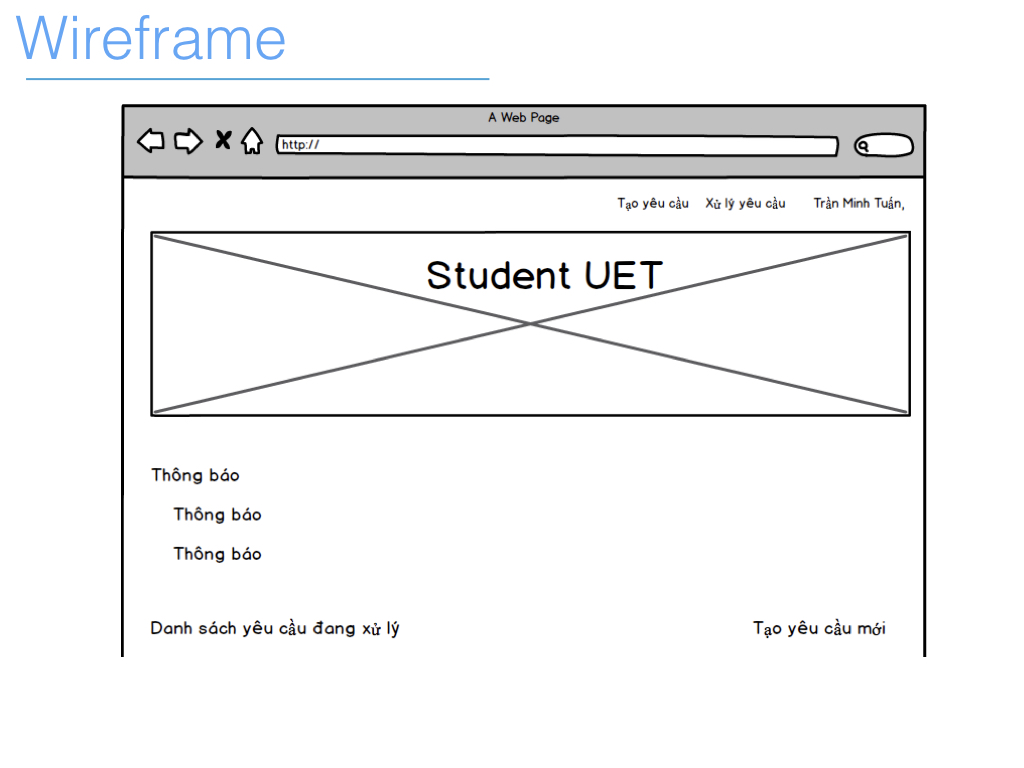 Wireframe
A Web Page
http://
Tạo yêu cầu Xử lý yêu cầu Trần Minh Tuấn,
Student UET
Thông báo
Thông báo
Thông báo
Danh sách yêu cầu đang xử lý Tạo yêu cầu mới